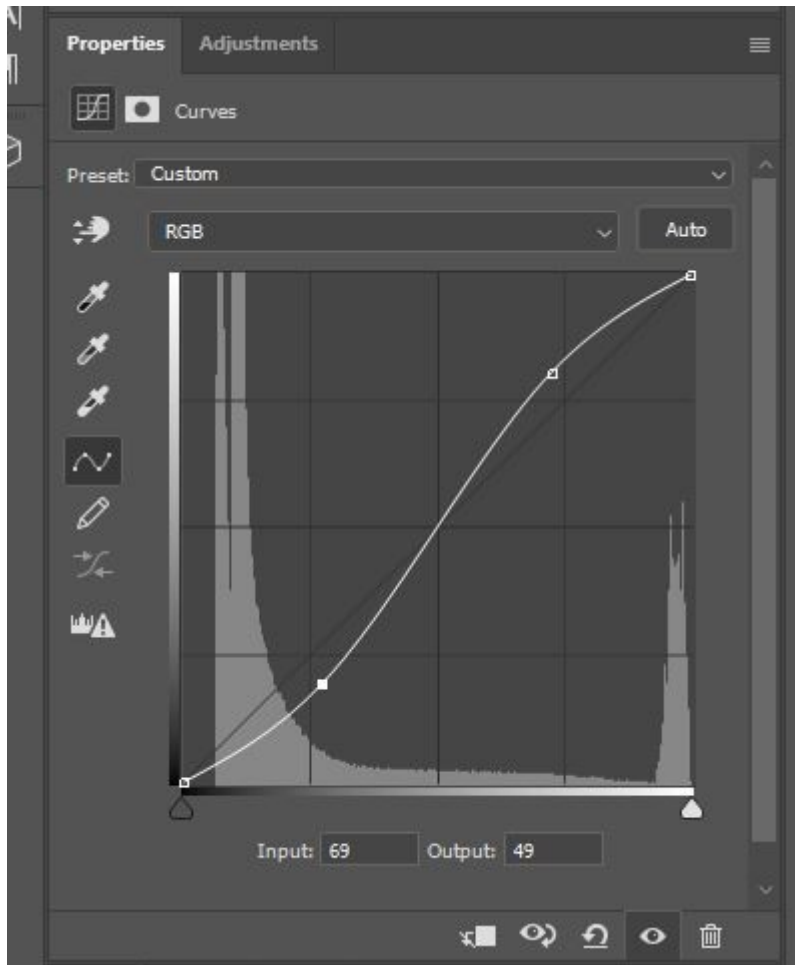 Properties Adjustments
Curves
Preset: Custom
RGB Auto
Input: 69 Output: 49